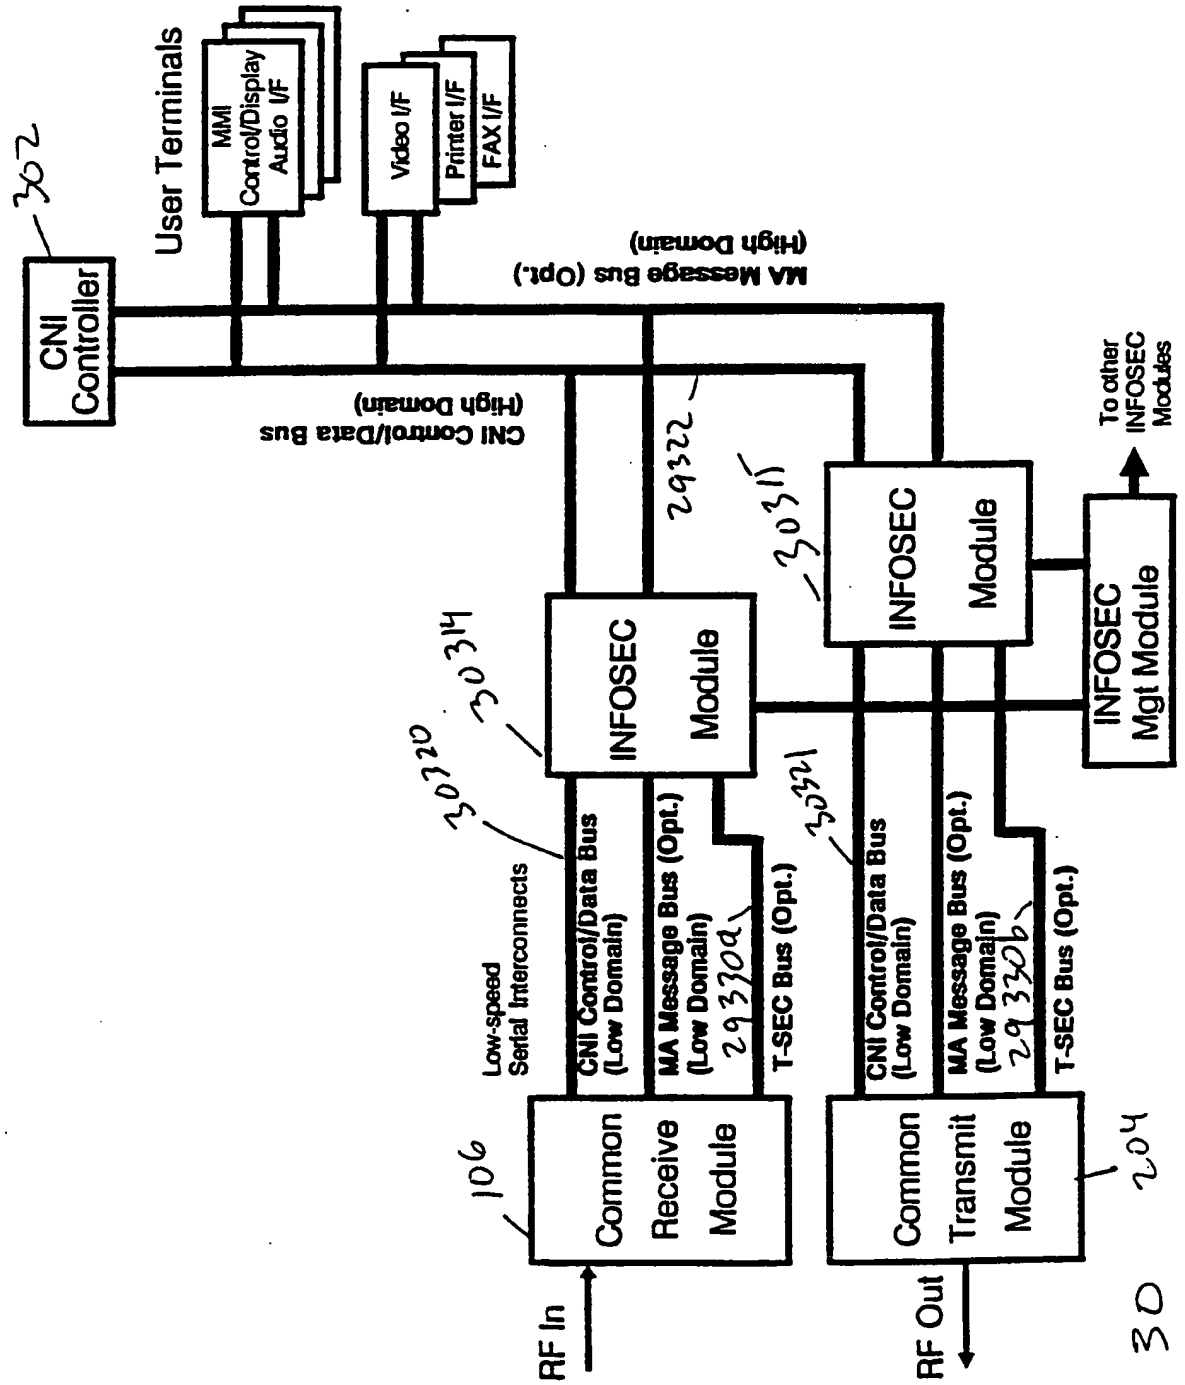 302
CNI
Controller
User Terminals
MMI
Control/Display
Audio I/F
Video I/F
Printer I/F
FAX I/F
CNI Control/Data Bus
(High Domain)
MA Message Bus (Opt.)
(High Domain)
29322
30314
INFOSEC
Module
30315
INFOSEC
Module
INFOSEC
Mgt Module
To other
INFOSEC
Modules
30320
Low-speed
Serial Interconnects
CNI Control/Data Bus
(Low Domain)
MA Message Bus (Opt.)
(Low Domain)
29330a
T-SEC Bus (Opt.)
30321
CNI Control/Data Bus
(Low Domain)
MA Message Bus (Opt.)
(Low Domain)
29330b
T-SEC Bus (Opt.)
106
Common
Receive
Module
RF In
Common
Transmit
Module
204
RF Out
30